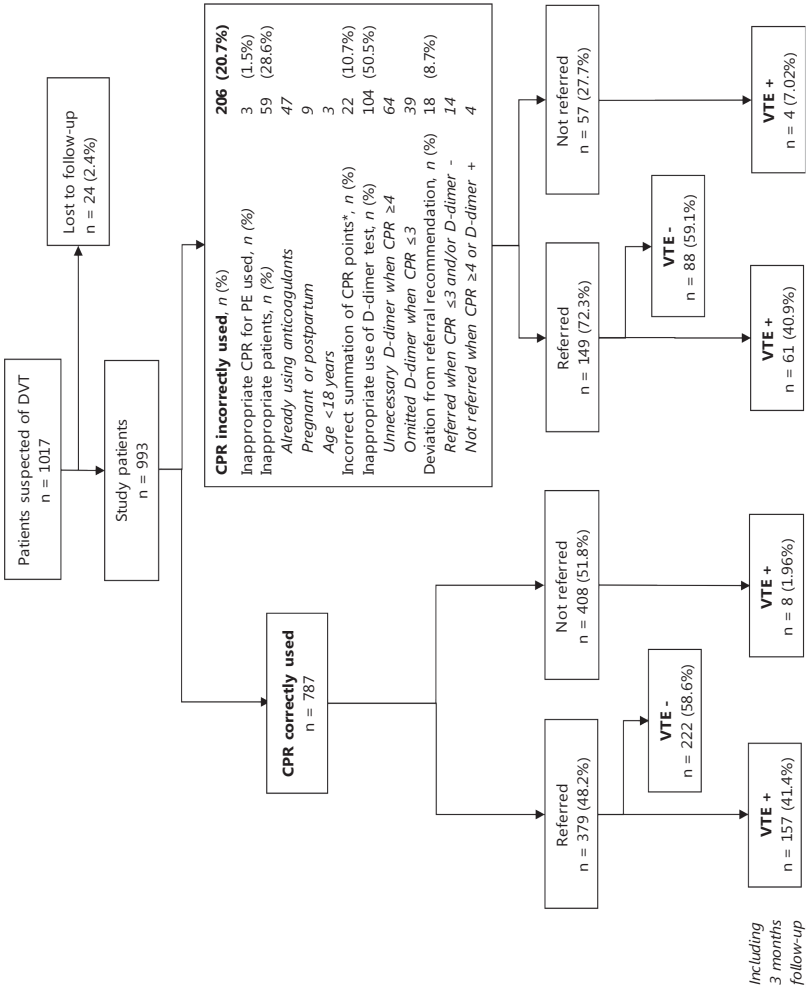 Patients suspected of DVT
n = 1017
Lost to follow-up
n = 24 (2.4%)
Study patients
n = 993
CPR correctly used
n = 787
CPR incorrectly used, n (%) 206 (20.7%)
Inappropriate CPR for PE used, n (%) 3 (1.5%)
Inappropriate patients, n (%) 59 (28.6%)
Already using anticoagulants 47
Pregnant or postpartum 9
Age <18 years 3
Incorrect summation of CPR points*, n (%) 22 (10.7%)
Inappropriate use of D-dimer test, n (%) 104 (50.5%)
Unnecessary D-dimer when CPR ≥4 64
Omitted D-dimer when CPR ≤3 39
Deviation from referral recommendation, n (%) 18 (8.7%)
Referred when CPR ≤3 and/or D-dimer - 14
Not referred when CPR ≥4 or D-dimer + 4
Referred
n = 379 (48.2%)
Not referred
n = 408 (51.8%)
Referred
n = 149 (72.3%)
Not referred
n = 57 (27.7%)
VTE -
n = 222 (58.6%)
VTE -
n = 88 (59.1%)
Including
3 months
follow-up
VTE +
n = 157 (41.4%)
VTE +
n = 8 (1.96%)
VTE +
n = 61 (40.9%)
VTE +
n = 4 (7.02%)